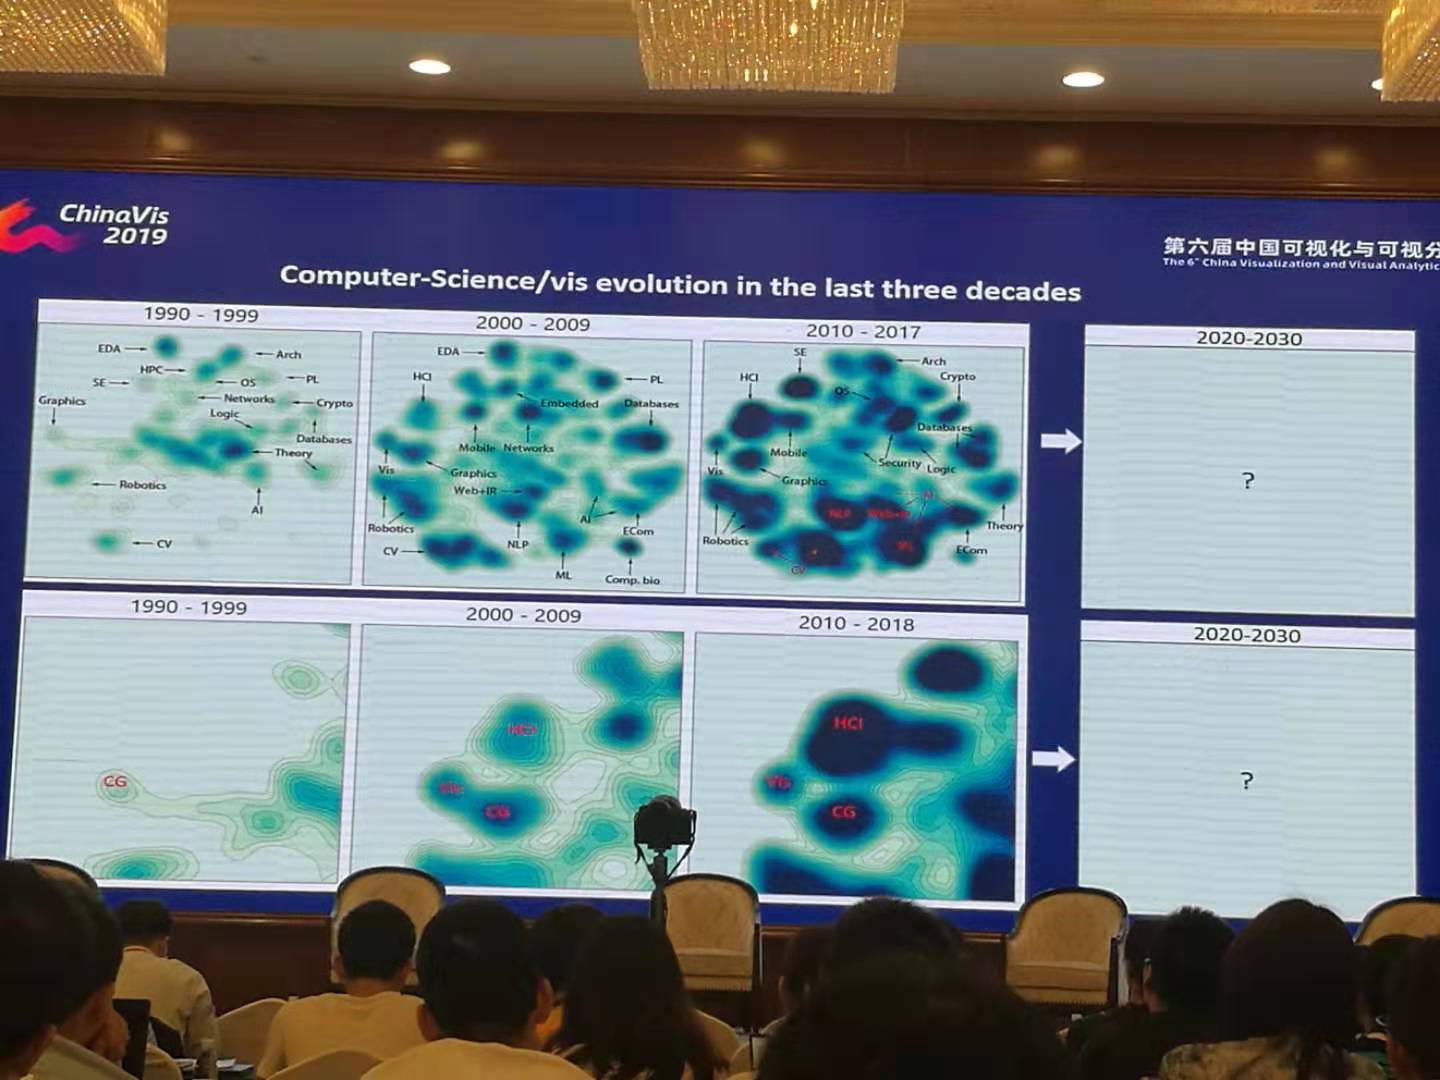 ChinaVis
2019
第六届中国可视化与可视分
The 6th China Visualization and Visual Analytic
Computer-Science/vis evolution in the last three decades
1990 - 1999
EDA
Arch
HPC
SE
OS
PL
Graphics
Networks
Crypto
Logic
Databases
Theory
Robotics
AI
CV
2000 - 2009
EDA
HCI
PL
Embedded
Databases
Mobile
Networks
Vis
Graphics
Web+IR
Robotics
AI
ECom
CV
NLP
ML
Comp. bio
2010 - 2017
SE
Arch
HCI
Crypto
OS
Databases
Mobile
Vis
Security
Logic
Graphics
AI
NLP
Web+IR
Theory
Robotics
ML
ECom
CV
2020-2030
?
1990 - 1999
CG
2000 - 2009
HCI
Vis
CG
2010 - 2018
HCI
Vis
CG
2020-2030
?